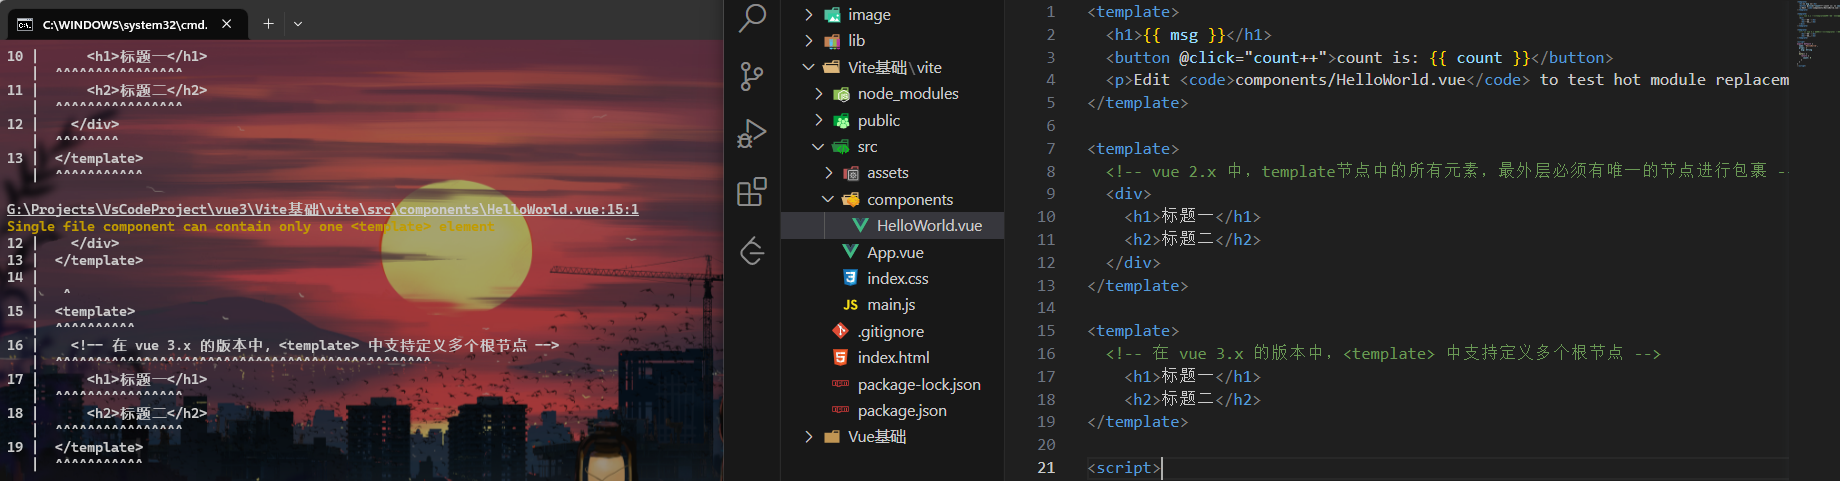 C:\WINDOWS\system32\cmd.
10 |      <h1>标题一</h1>
   |  ^^^^^^^^^^^^^^^^
11 |      <h2>标题二</h2>
   |  ^^^^^^^^^^^^^^^^
12 |    </div>
   |  ^^^^^^^^
13 |  </template>
   |  ^^^^^^^^^^^
G:\Projects\VsCodeProject\vue3\Vite基础\vite\src\components\HelloWorld.vue:15:1
Single file component can contain only one <template> element
12 |    </div>
13 |  </template>
14 |
   |   ^
15 |  <template>
   |  ^^^^^^^^^^
16 |    <!-- 在 vue 3.x 的版本中，<template> 中支持定义多个根节点 -->
   |  ^^^^^^^^^^^^^^^^^^^^^^^^^^^^^^^^^^^^^^^^^^^^^^^
17 |      <h1>标题一</h1>
   |  ^^^^^^^^^^^^^^^^
18 |      <h2>标题二</h2>
   |  ^^^^^^^^^^^^^^^^
19 |  </template>
   |  ^^^^^^^^^^^
image
lib
Vite基础\vite
node_modules
public
src
assets
components
HelloWorld.vue
App.vue
index.css
JS main.js
.gitignore
index.html
package-lock.json
package.json
Vue基础
1 <template>
2   <h1>{{ msg }}</h1>
3   <button @click="count++">count is: {{ count }}</button>
4   <p>Edit <code>components/HelloWorld.vue</code> to test hot module replacem
5 </template>
6
7 <template>
8   <!-- vue 2.x 中，template节点中的所有元素，最外层必须有唯一的节点进行包裹 -
9   <div>
10     <h1>标题一</h1>
11     <h2>标题二</h2>
12   </div>
13 </template>
14
15 <template>
16   <!-- 在 vue 3.x 的版本中，<template> 中支持定义多个根节点 -->
17     <h1>标题一</h1>
18     <h2>标题二</h2>
19 </template>
20
21 <script>